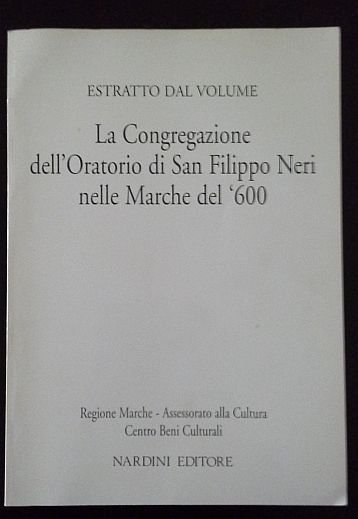 ESTRATTO DAL VOLUME
La Congregazione
dell'Oratorio di San Filippo Neri
nelle Marche del ‘600
Regione Marche - Assessorato alla Cultura
Centro Beni Culturali
NARDINI EDITORE